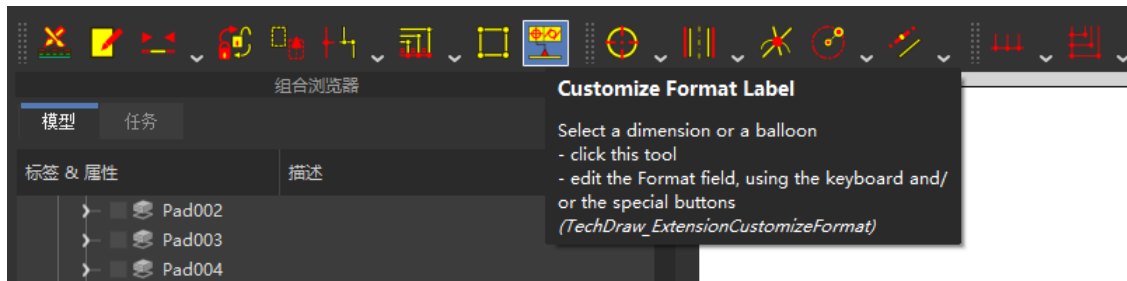 组合浏览器
Customize Format Label
模型
任务
Select a dimension or a balloon
- click this tool
标签 & 属性
描述
- edit the Format field, using the keyboard and/
or the special buttons
Pad002
(TechDraw_ExtensionCustomizeFormat)
Pad003
Pad004